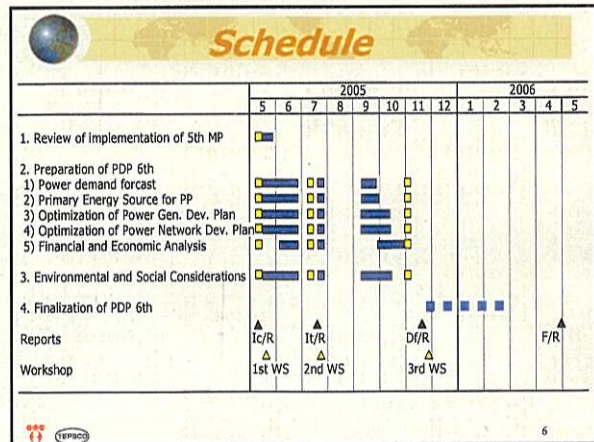 Schedule
2005 2006
5 6 7 8 9 10 11 12 1 2 3 4 5
1. Review of implementation of 5th MP
2. Preparation of PDP 6th
1) Power demand forcast
2) Primary Energy Source for PP
3) Optimization of Power Gen. Dev. Plan
4) Optimization of Power Network Dev. Plan
5) Financial and Economic Analysis
3. Environmental and Social Considerations
4. Finalization of PDP 6th
Reports Ic/R It/R Df/R F/R
Workshop 1st WS 2nd WS 3rd WS
TEPSCO 6